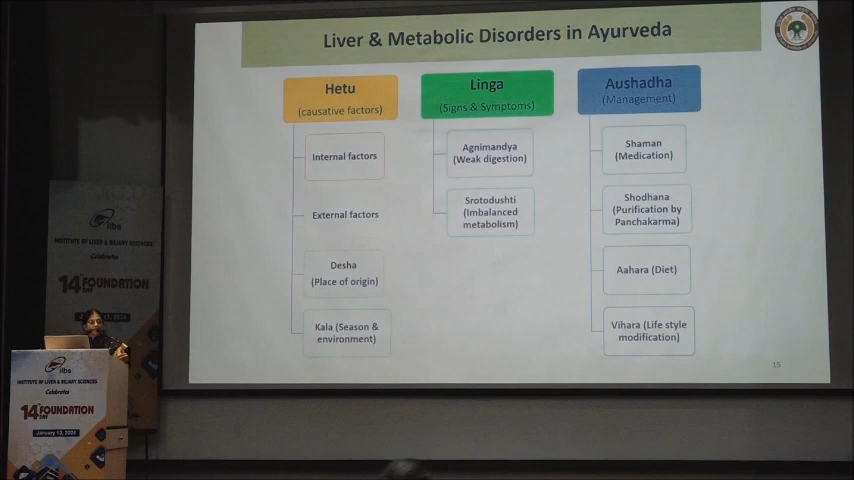 Liver & Metabolic Disorders in Ayurveda
Hetu
(causative factors)
Internal factors
External factors
Desha
(Place of origin)
Kala (Season &
environment)
Linga
(Signs & Symptoms)
Agnimandya
(Weak digestion)
Srotodushti
(Imbalanced
metabolism)
Aushadha
(Management)
Shaman
(Medication)
Shodhana
(Purification by
Panchakarma)
Aahara (Diet)
Vihara (Life style
modification)
15
ilbs
INSTITUTE OF LIVER & BILIARY SCIENCES
Celebrates
14 FOUNDATION
ilbs
INSTITUTE OF LIVER & BILIARY SCIENCES
Celebrates
14TH FOUNDATION
DAY
January 13, 2024